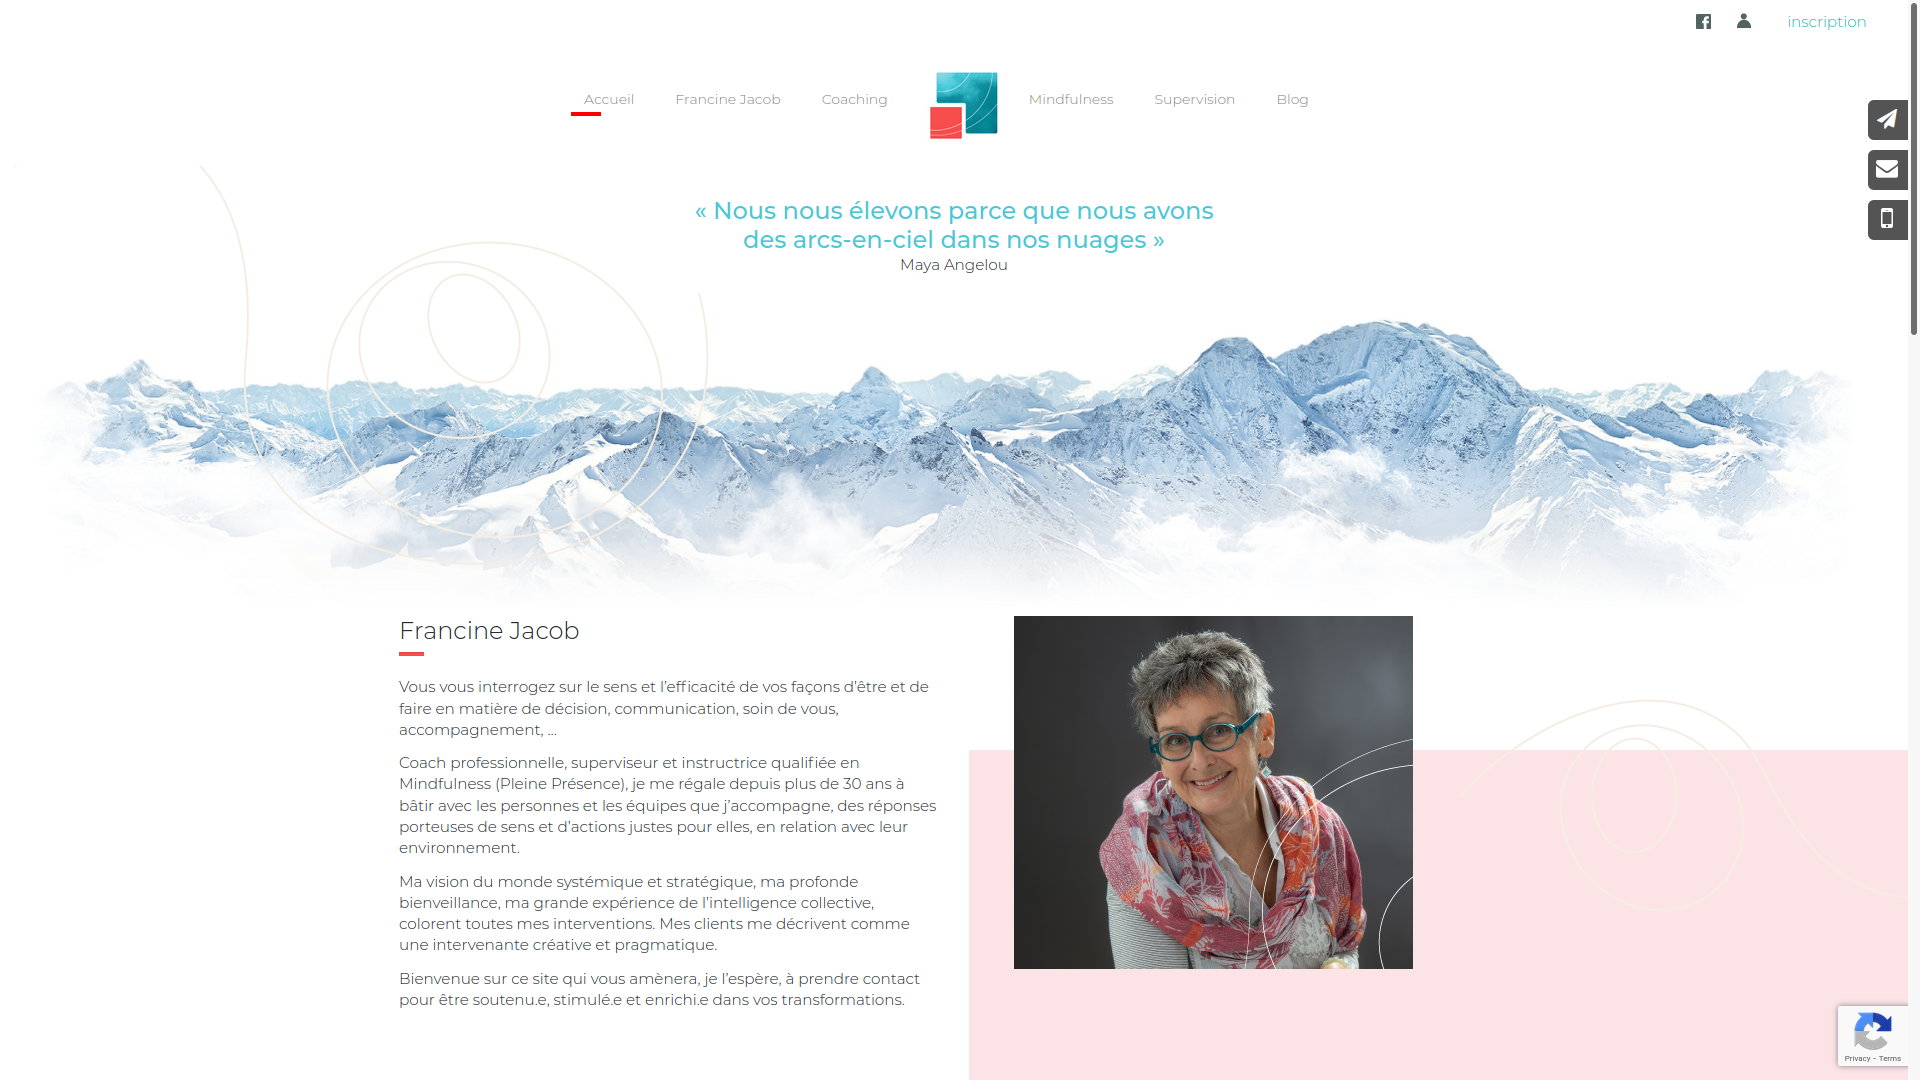 inscription
Accueil
Francine Jacob
Coaching
Mindfulness
Supervision
Blog
« Nous nous élevons parce que nous avons
des arcs-en-ciel dans nos nuages »
Maya Angelou
Francine Jacob
Vous vous interrogez sur le sens et l’efficacité de vos façons d’être et de
faire en matière de décision, communication, soin de vous,
accompagnement, …
Coach professionnelle, superviseur et instructrice qualifiée en
Mindfulness (Pleine Présence), je me régale depuis plus de 30 ans à
bâtir avec les personnes et les équipes que j’accompagne, des réponses
porteuses de sens et d’actions justes pour elles, en relation avec leur
environnement.
Ma vision du monde systémique et stratégique, ma profonde
bienveillance, ma grande expérience de l’intelligence collective,
colorent toutes mes interventions. Mes clients me décrivent comme
une intervenante créative et pragmatique.
Bienvenue sur ce site qui vous amènera, je l’espère, à prendre contact
pour être soutenu.e, stimulé.e et enrichi.e dans vos transformations.
Privacy - Terms